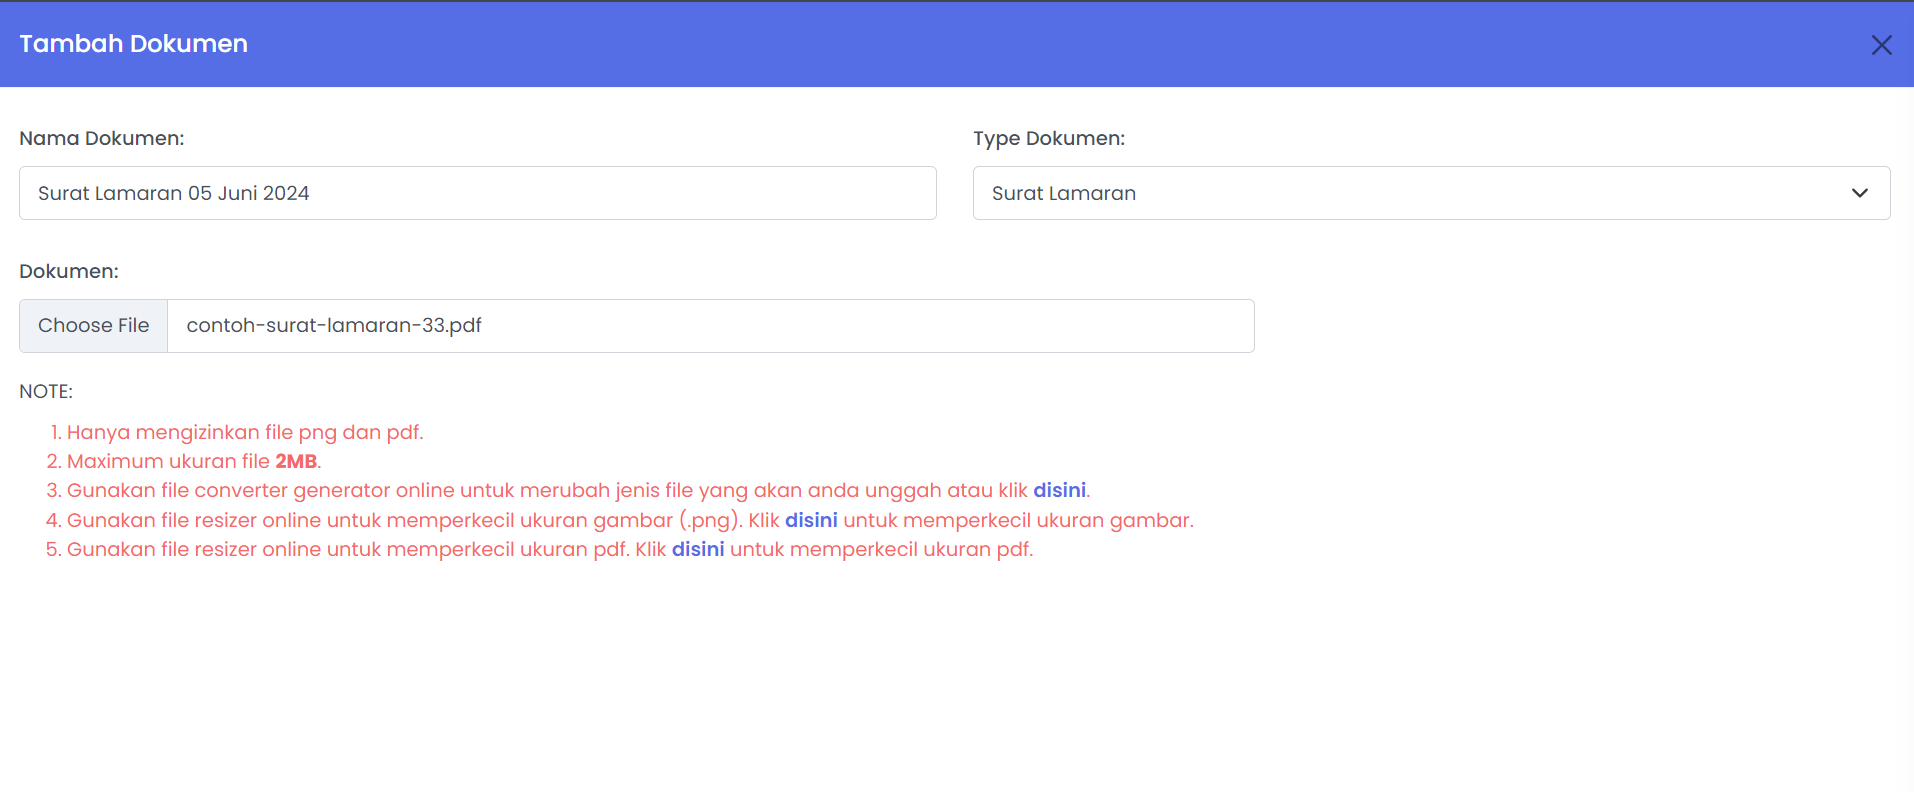 Tambah Dokumen
Nama Dokumen:
Type Dokumen:
Surat Lamaran 05 Juni 2024
Surat Lamaran
Dokumen:
Choose File contoh-surat-lamaran-33.pdf
NOTE:
1. Hanya mengizinkan file png dan pdf.
2. Maximum ukuran file 2MB.
3. Gunakan file converter generator online untuk merubah jenis file yang akan anda unggah atau klik disini.
4. Gunakan file resizer online untuk memperkecil ukuran gambar (.png). Klik disini untuk memperkecil ukuran gambar.
5. Gunakan file resizer online untuk memperkecil ukuran pdf. Klik disini untuk memperkecil ukuran pdf.